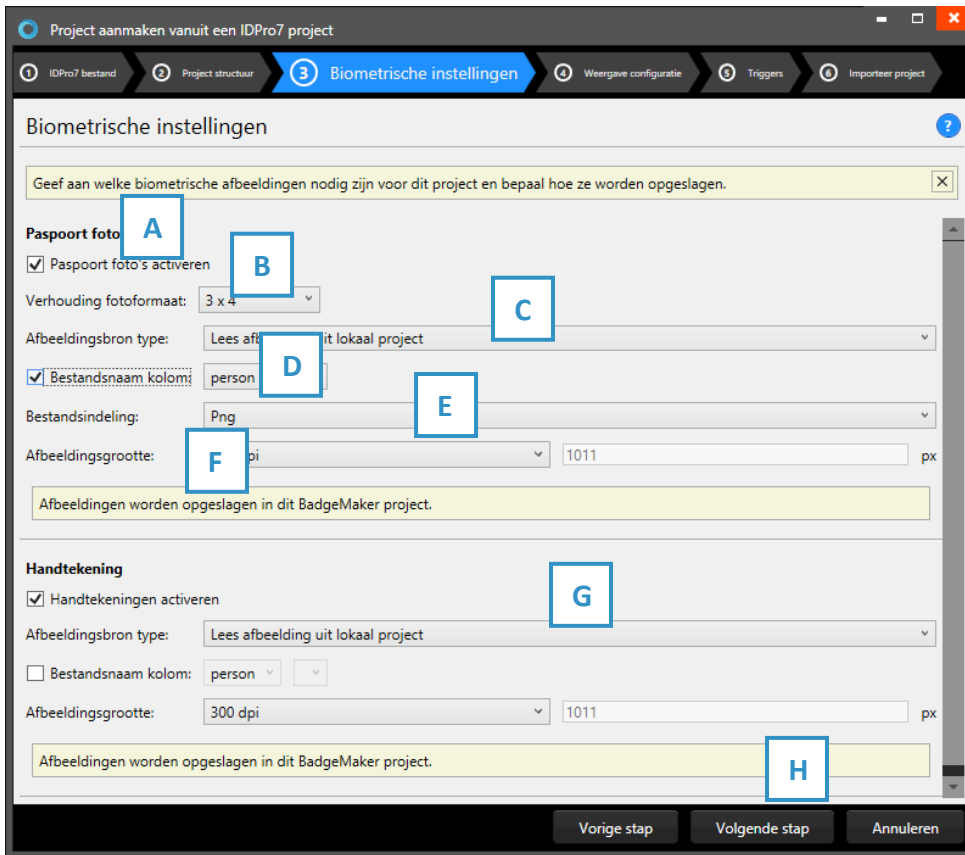 Project aanmaken vanuit een IDPro7 project
1 IDPro7 bestand 2 Project structuur 3 Biometrische instellingen 4 Weergave configuratie 5 Triggers 6 Importeer project
Biometrische instellingen ?
Geef aan welke biometrische afbeeldingen nodig zijn voor dit project en bepaal hoe ze worden opgeslagen.
A
Paspoort foto
B
Paspoort foto's activeren
Verhouding fotoformaat: 3 x 4
C
Afbeeldingsbron type: Lees afb it lokaal project
D
Bestandsnaam kolom: person
E
Bestandsindeling: Png
F
Afbeeldingsgrootte: pi 1011 px
Afbeeldingen worden opgeslagen in dit BadgeMaker project.
Handtekening
G
Handtekeningen activeren
Afbeeldingsbron type: Lees afbeelding uit lokaal project
Bestandsnaam kolom: person
Afbeeldingsgrootte: 300 dpi 1011 px
Afbeeldingen worden opgeslagen in dit BadgeMaker project.
H
Vorige stap Volgende stap Annuleren